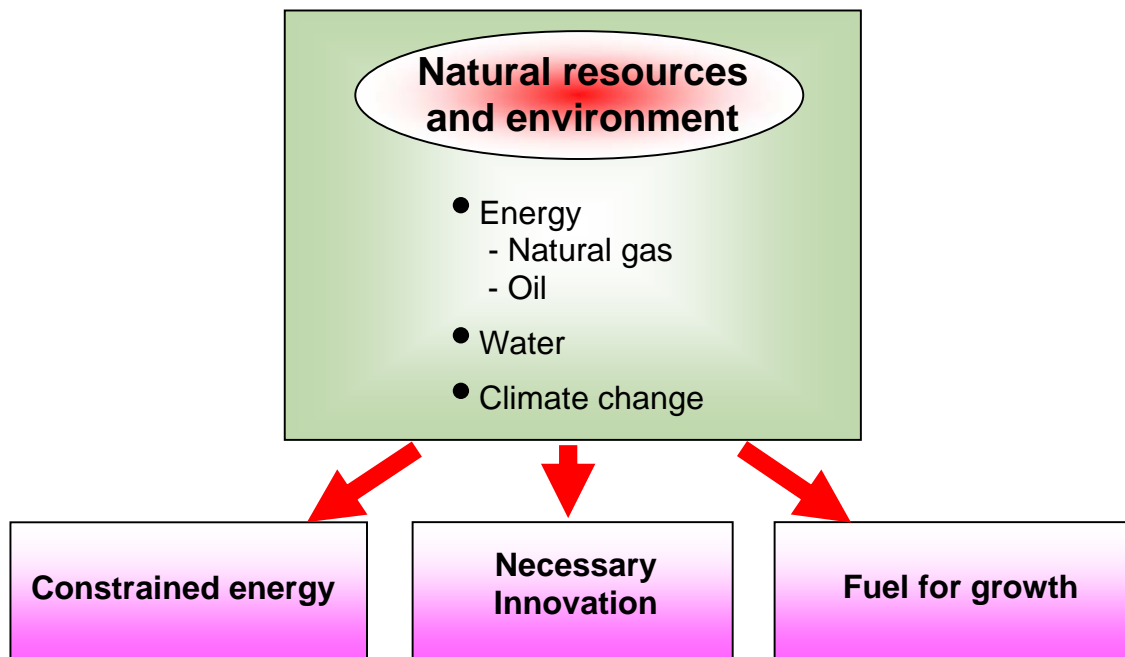 Natural resources
and environment
• Energy
- Natural gas
- Oil
• Water
• Climate change
Constrained energy
Necessary
Innovation
Fuel for growth